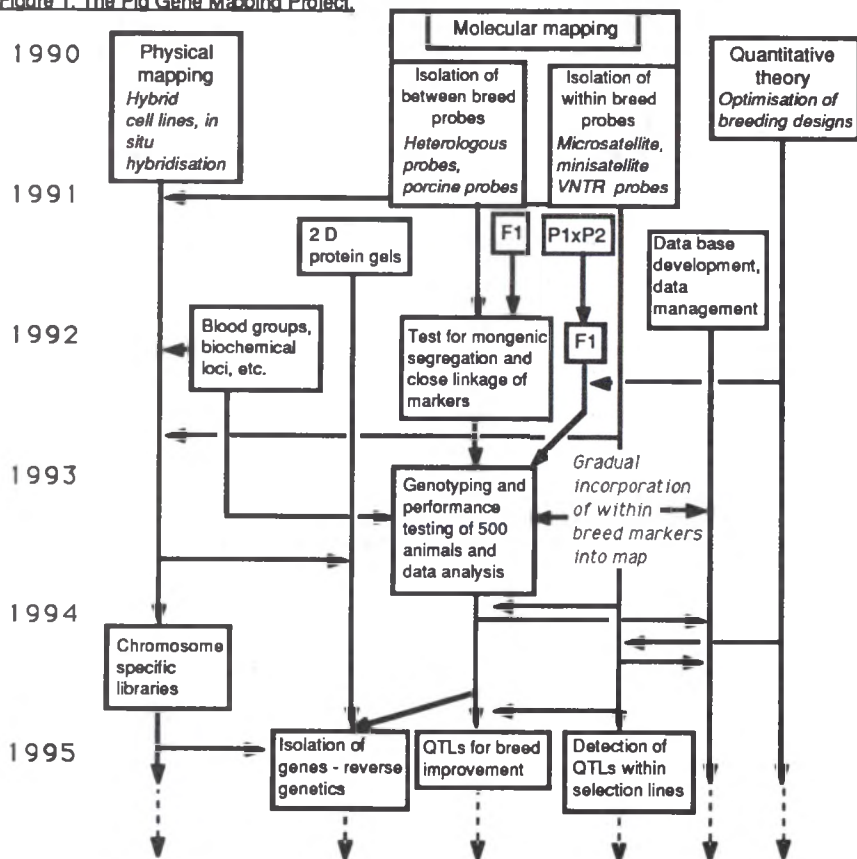 Figure 1. The Pig Gene Mapping Project.
1990
Physical
mapping
Hybrid
cell lines, in
situ
hybridisation
Molecular mapping
Isolation of
between breed
probes
Heterologous
probes,
porcine probes
Isolation of
within breed
probes
Microsatellite,
minisatellite
VNTR probes
Quantitative
theory
Optimisation of
breeding designs
1991
2 D
protein gels
F1
P1xP2
Data base
development,
data
management
1992
Blood groups,
biochemical
loci, etc.
Test for mongenic
segregation and
close linkage of
markers
F1
1993
Genotyping and
performance
testing of 500
animals and
data analysis
Gradual
incorporation
of within
breed markers
into map
1994
Chromosome
specific
libraries
1995
Isolation of
genes - reverse
genetics
QTLs for breed
improvement
Detection of
QTLs within
selection lines